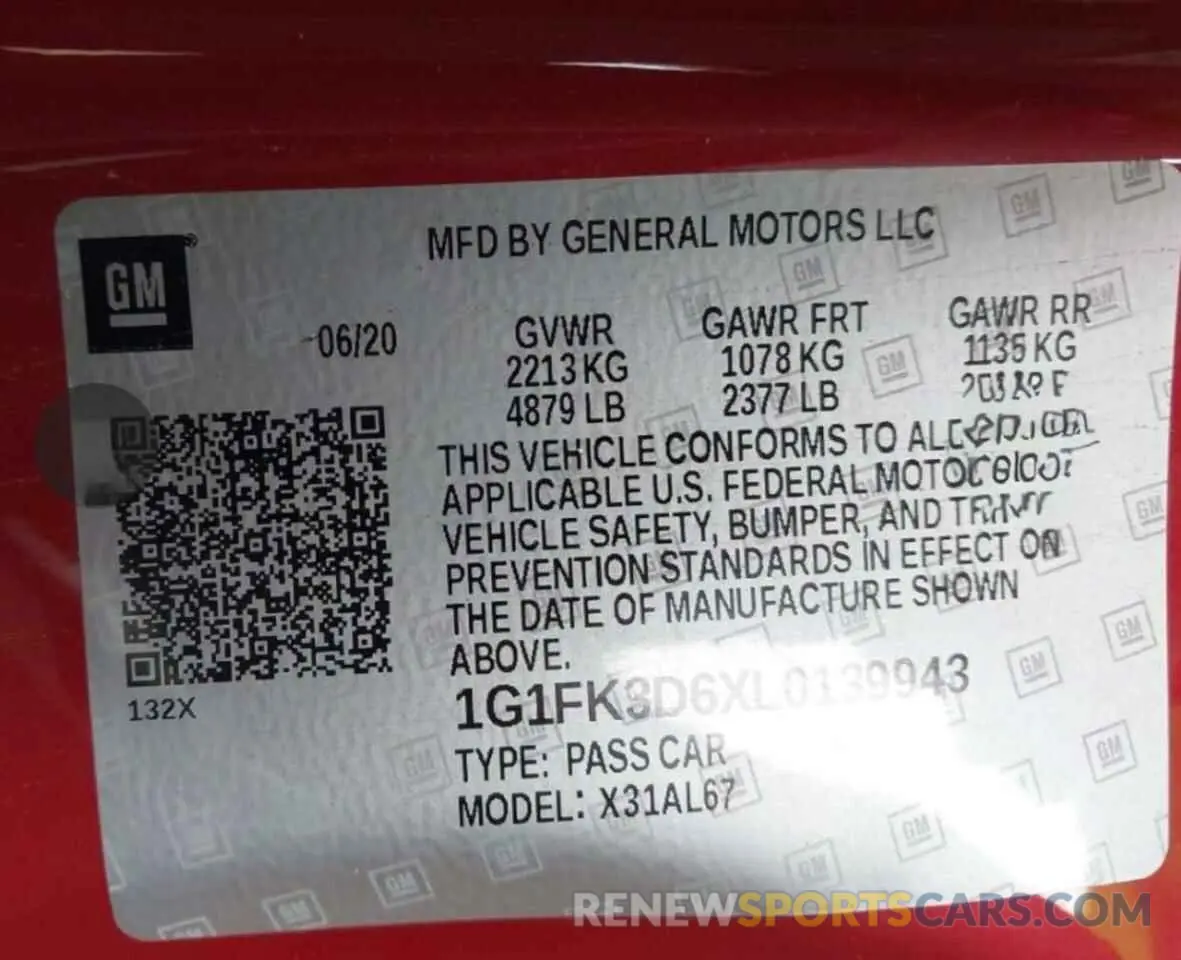 MFD BY GENERAL MOTORS LLC
GM
06/20
GVWR GAWR FRT GAWR RR
2213 KG 1078 KG 1135 KG
4879 LB 2377 LB
THIS VEHICLE CONFORMS TO
APPLICABLE U.S. FEDERAL
VEHICLE SAFETY, BUMPER, AND
PREVENTION STANDARDS IN EFFECT ON
THE DATE OF MANUFACTURE SHOWN
ABOVE.
1G1FK3D6XL0139943
132X
TYPE: PASS CAR
MODEL: X31AL67
RENEWSPORTSCARS.COM